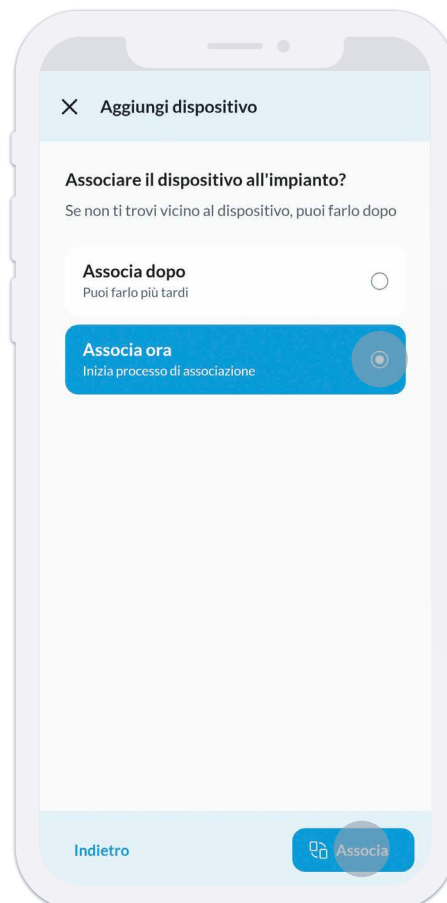 Aggiungi dispositivo
Associare il dispositivo all'impianto?
Se non ti trovi vicino al dispositivo, puoi farlo dopo
Associa dopo
Puoi farlo più tardi
Associa ora
Inizia processo di associazione
Indietro
Associa